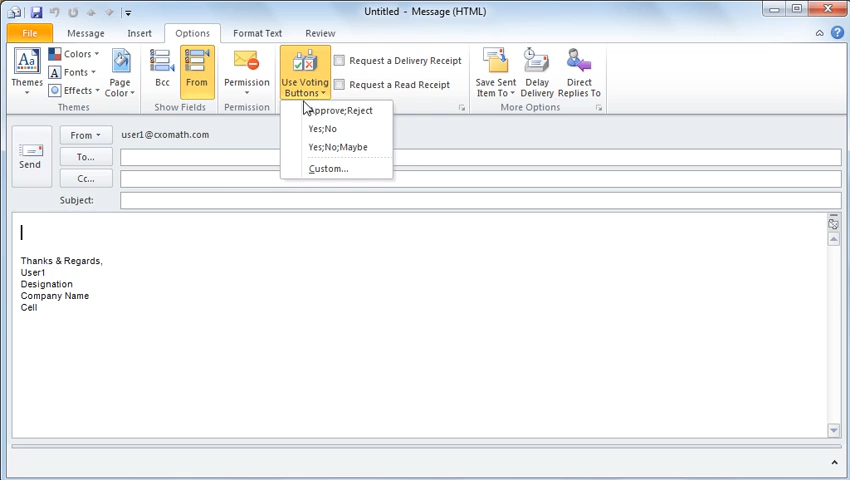 Untitled - Message (HTML)
File Message Insert Options Format Text Review
Themes
Colors
Fonts
Effects
Page Color
Bcc
From
Permission
Use Voting Buttons
Request a Delivery Receipt
Request a Read Receipt
Save Sent Item To
Delay Delivery
Direct Replies To
Themes Show Fields Permission More Options
Approve;Reject
Yes;No
Yes;No;Maybe
Custom...
Send
From user1@cxomath.com
To...
Cc...
Subject:
Thanks & Regards,
User1
Designation
Company Name
Cell